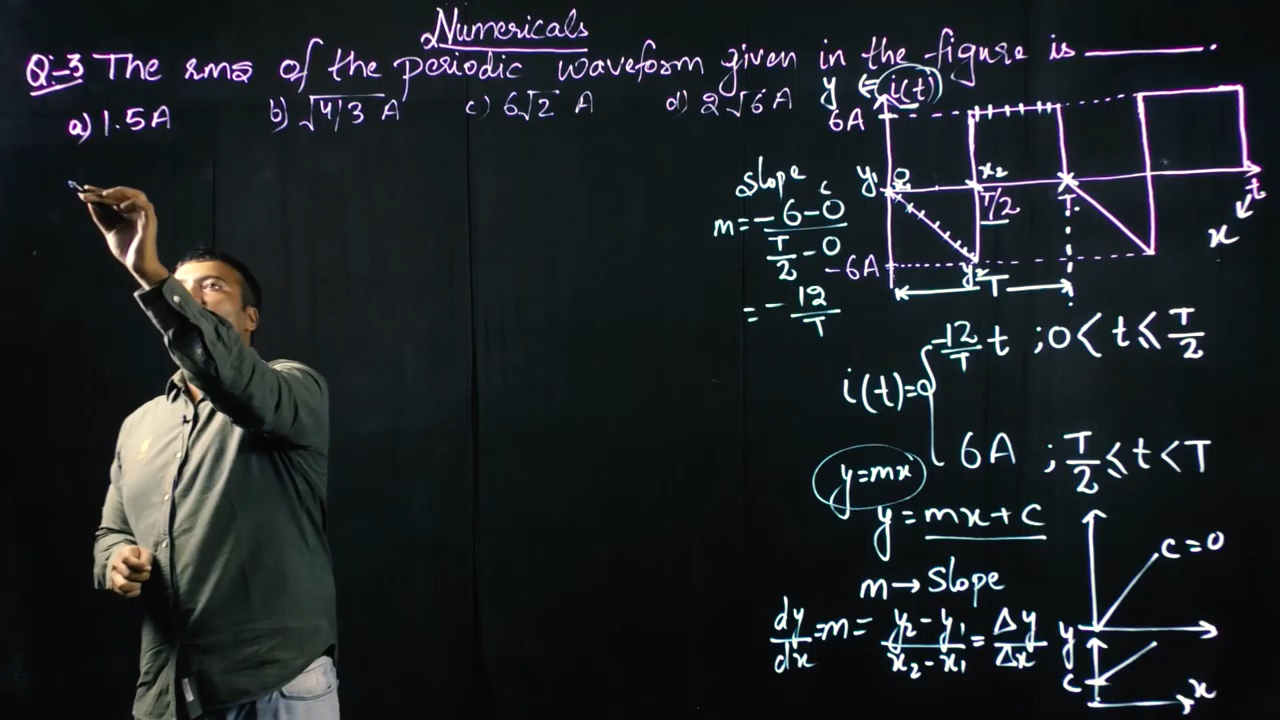 Numericals
Q-3 The rms of the periodic waveform given in the figure is ______.
a) 1.5A b) √4/3 A c) 6√2 A d) 2√6 A
y (= i(t))
6A
y₁ 0 x₂
T/2 T t
x
-6A y₂
T
Slope
m = -6-0 / T/2 - 0
= -12/T
i(t) = { -12/T t ; 0 < t ≤ T/2
6A ; T/2 ≤ t < T
y=mx
y = mx + c
m → Slope
dy/dx = m = y₂-y₁ / x₂-x₁ = Δy/Δx
C=0
y
C
x